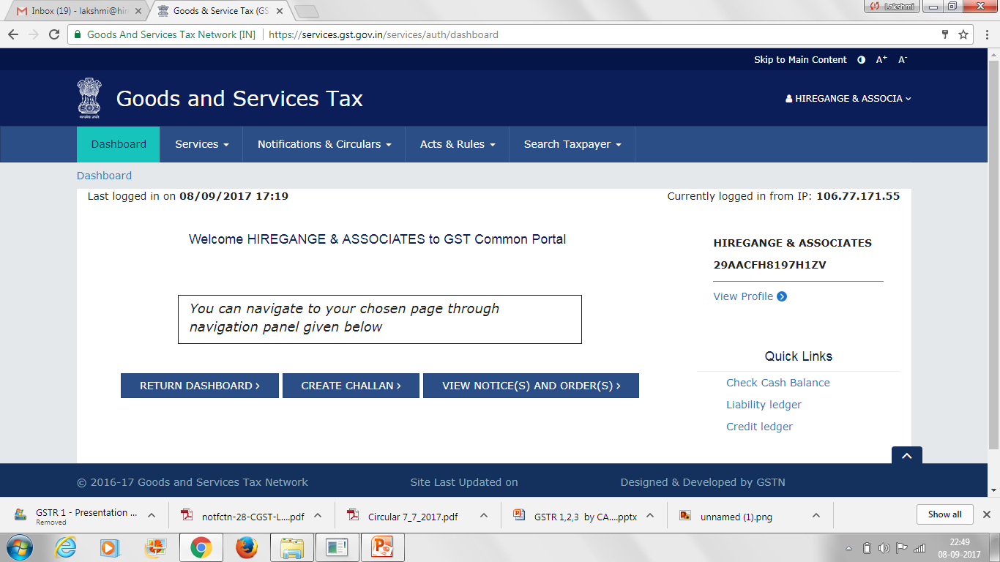 Inbox (19) - lakshmi@hir
Goods & Service Tax (GS
Lakshmi
Goods And Services Tax Network [IN]
https://services.gst.gov.in/services/auth/dashboard
Skip to Main Content A+ A-
Goods and Services Tax
HIREGANGE & ASSOCIA
Dashboard Services Notifications & Circulars Acts & Rules Search Taxpayer
Dashboard
Last logged in on 08/09/2017 17:19
Currently logged in from IP: 106.77.171.55
Welcome HIREGANGE & ASSOCIATES to GST Common Portal
You can navigate to your chosen page through
navigation panel given below
RETURN DASHBOARD > CREATE CHALLAN > VIEW NOTICE(S) AND ORDER(S) >
HIREGANGE & ASSOCIATES
29AACFH8197H1ZV
View Profile
Quick Links
Check Cash Balance
Liability ledger
Credit ledger
© 2016-17 Goods and Services Tax Network Site Last Updated on Designed & Developed by GSTN
GSTR 1 - Presentation ...
Removed
notfctn-28-CGST-L....pdf
Circular 7_7_2017.pdf
GSTR 1,2,3 by CA....pptx
unnamed (1).png
Show all
22:49
08-09-2017